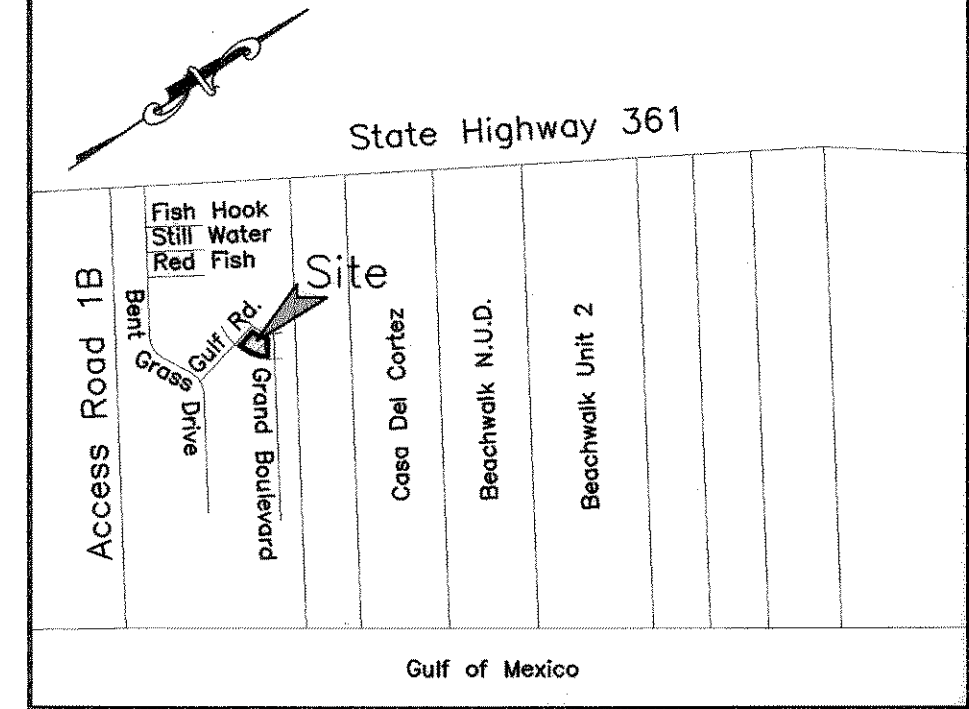 State Highway 361
Fish Hook
Still Water
Red Fish
Site
Access Road 1B
Bent Grass Drive
Gulf Rd.
Grand Boulevard
Casa Del Cortez
Beachwalk N.U.D.
Beachwalk Unit 2
Gulf of Mexico